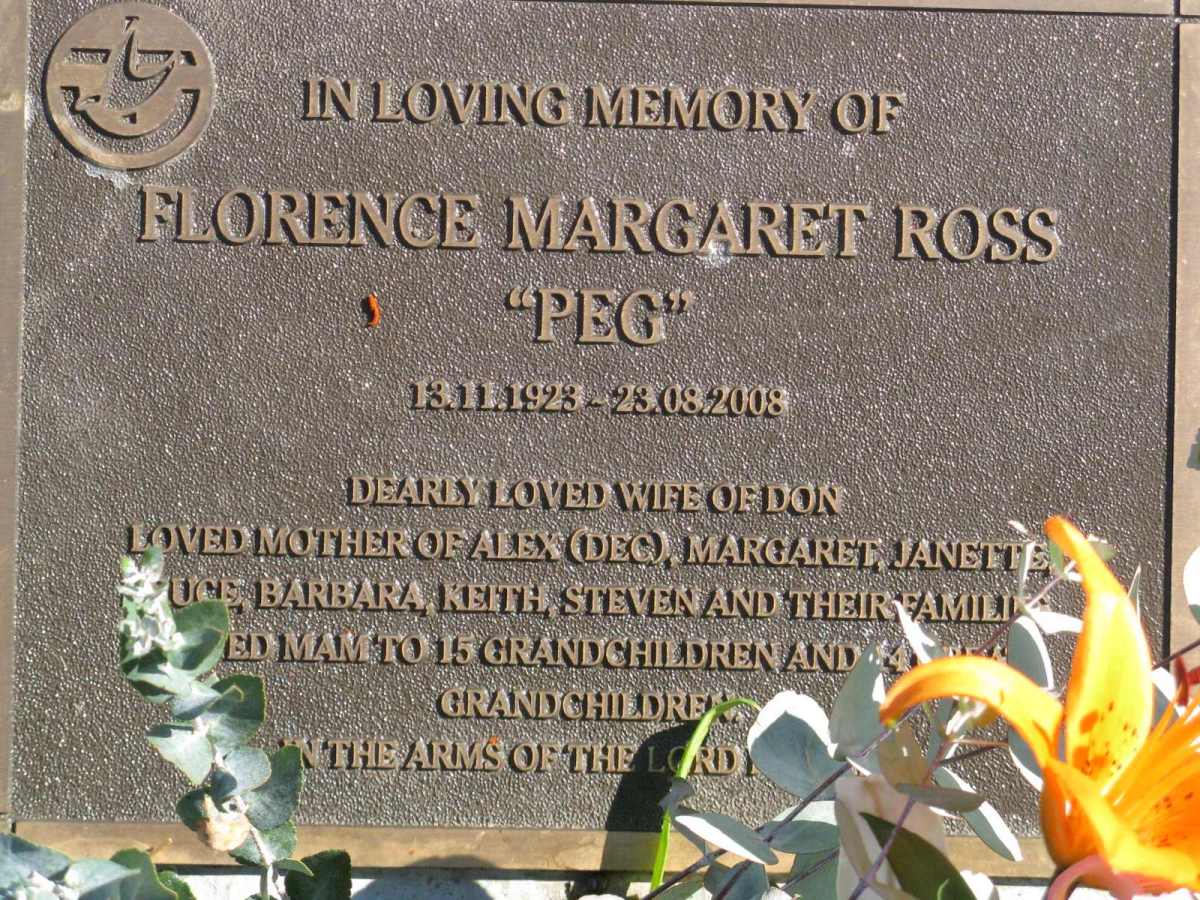 IN LOVING MEMORY OF
FLORENCE MARGARET ROSS
"PEG"
13.11.1923 - 23.08.2008
DEARLY LOVED WIFE OF DON
LOVED MOTHER OF ALEX (DEC), MARGARET, JANETTE,
BARBARA, KEITH, STEVEN AND THEIR
MAM TO 15 GRANDCHILDREN AND
GRANDCHILDREN.
IN THE ARMS OF THE LORD